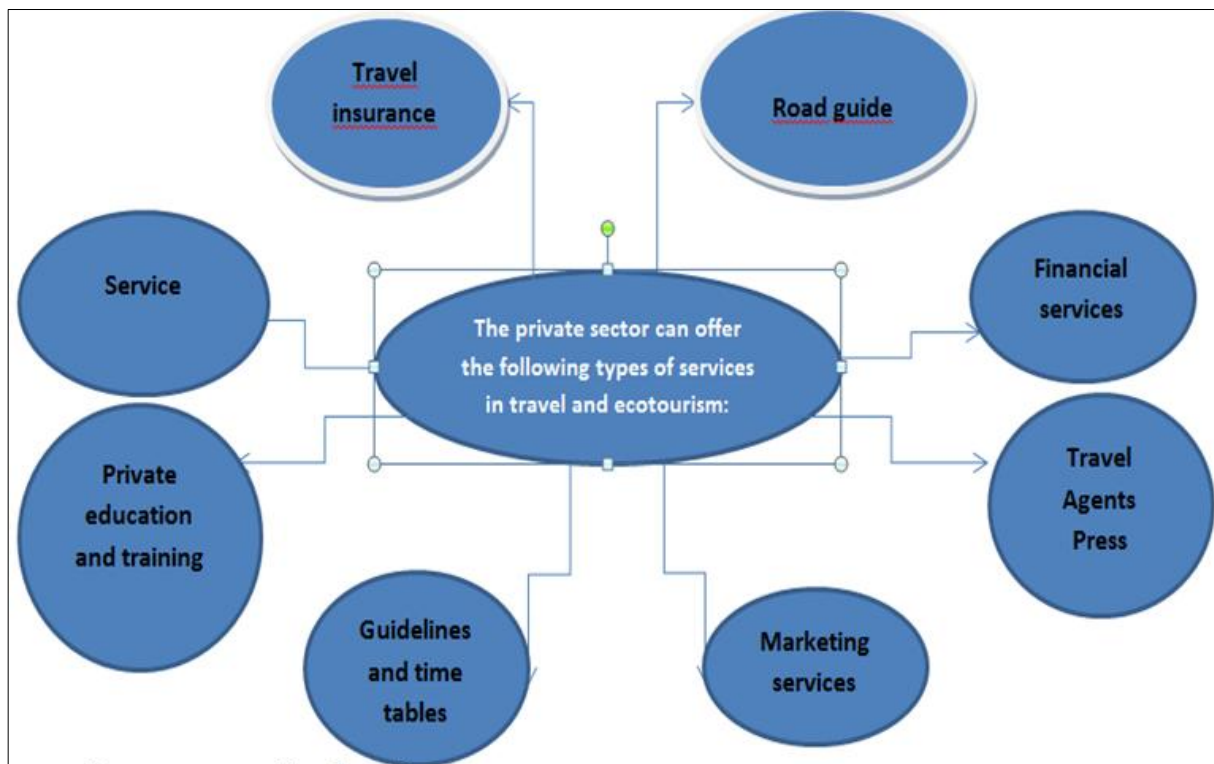 Travel
insurance
Road guide
Service
The private sector can offer
the following types of services
in travel and ecotourism:
Financial
services
Private
education
and training
Travel
Agents
Press
Guidelines
and time
tables
Marketing
services